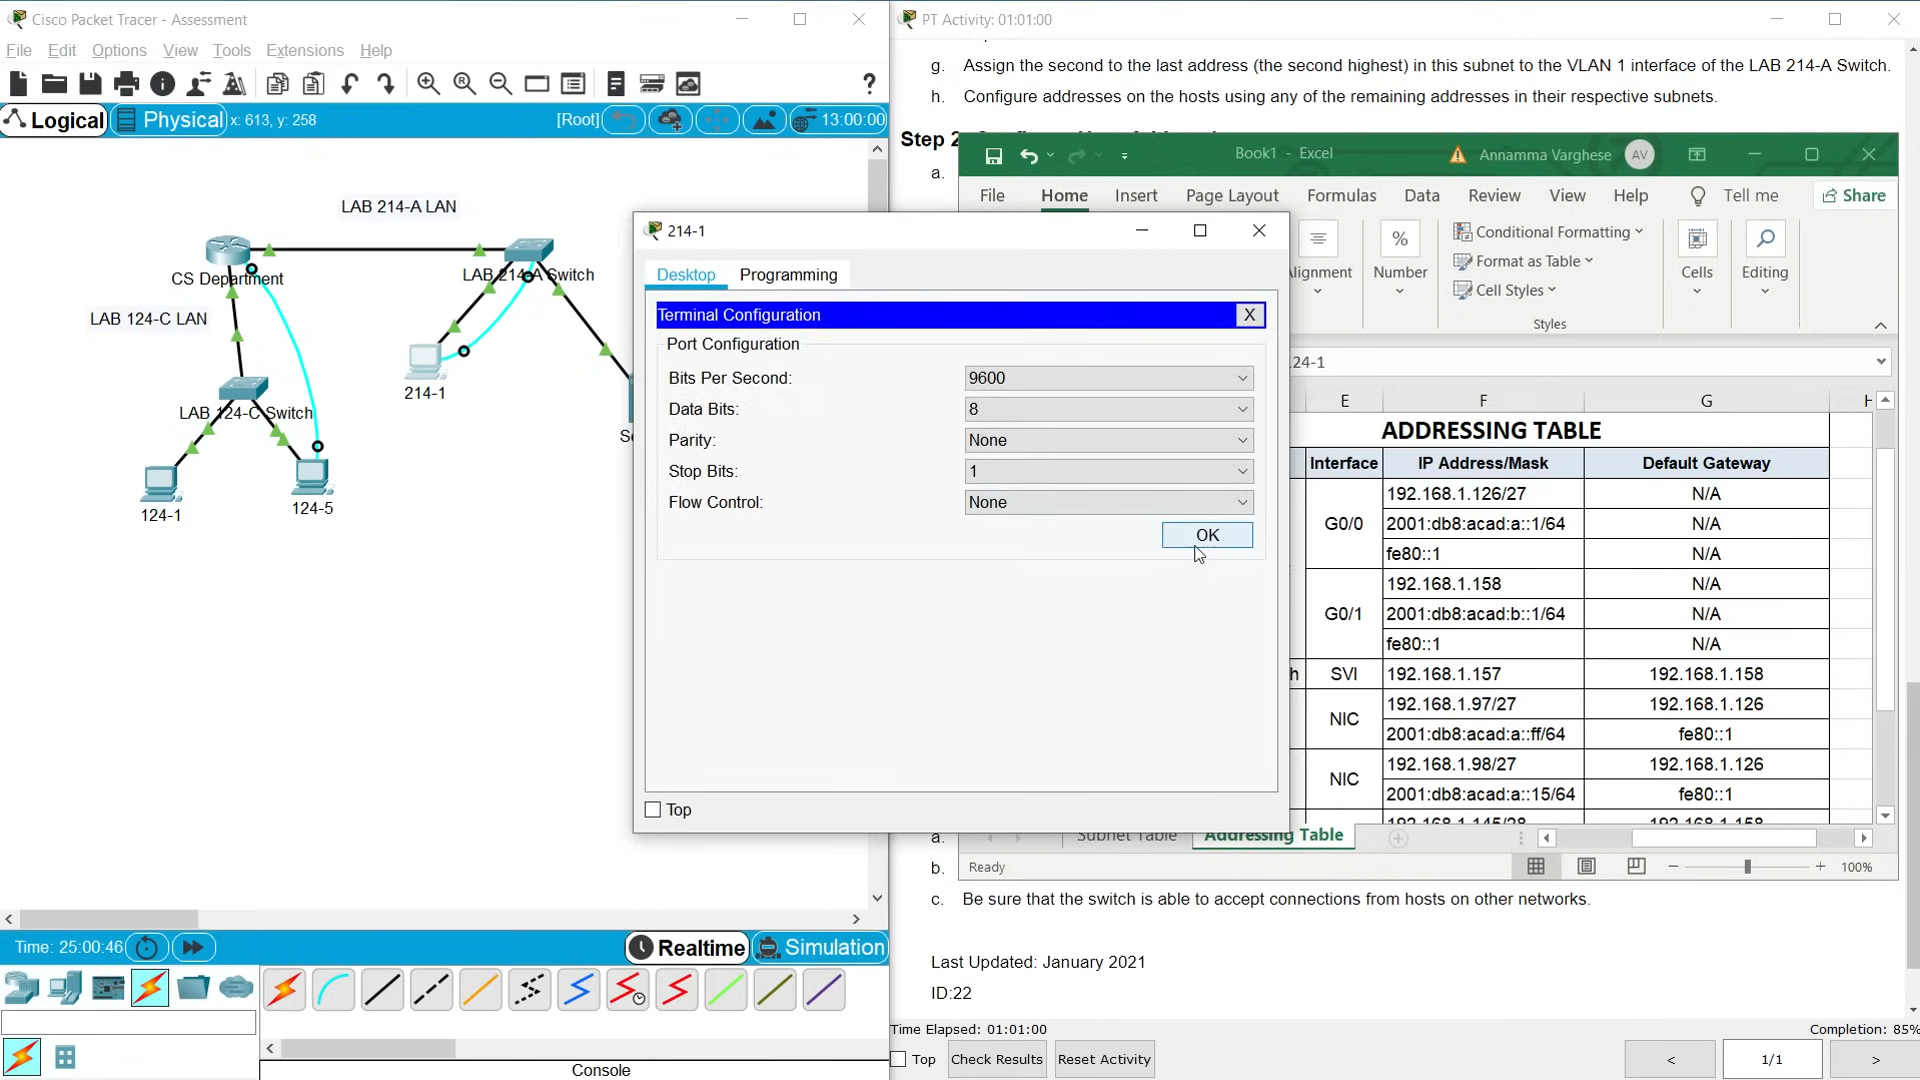 Cisco Packet Tracer - Assessment
File Edit Options View Tools Extensions Help
?
Logical Physical x: 613, y: 258 [Root] 13:00:00
LAB 214-A LAN
CS Department
LAB 214-A Switch
LAB 124-C LAN
214-1
LAB 124-C Switch
Se
124-1
124-5
Time: 25:00:46 Realtime Simulation
Console
PT Activity: 01:01:00
g. Assign the second to the last address (the second highest) in this subnet to the VLAN 1 interface of the LAB 214-A Switch.
h. Configure addresses on the hosts using any of the remaining addresses in their respective subnets.
Step 2
a.
Book1 - Excel Annamma Varghese AV
File Home Insert Page Layout Formulas Data Review View Help Tell me Share
lignment
%
Number
Conditional Formatting
Format as Table
Cell Styles
Styles
Cells
Editing
24-1
E F G H
ADDRESSING TABLE
Interface IP Address/Mask Default Gateway
G0/0
192.168.1.126/27 N/A
2001:db8:acad:a::1/64 N/A
fe80::1 N/A
G0/1
192.168.1.158 N/A
2001:db8:acad:b::1/64 N/A
fe80::1 N/A
h SVI 192.168.1.157 192.168.1.158
NIC
192.168.1.97/27 192.168.1.126
2001:db8:acad:a::ff/64 fe80::1
NIC
192.168.1.98/27 192.168.1.126
2001:db8:acad:a::15/64 fe80::1
192.168.1.145/28 192.168.1.158
Subnet Table Addressing Table
Ready 100%
214-1
Desktop Programming
Terminal Configuration X
Port Configuration
Bits Per Second: 9600
Data Bits: 8
Parity: None
Stop Bits: 1
Flow Control: None
OK
Top
a.
b.
c. Be sure that the switch is able to accept connections from hosts on other networks.
Last Updated: January 2021
ID:22
Time Elapsed: 01:01:00 Completion: 85%
Top Check Results Reset Activity < 1/1 >